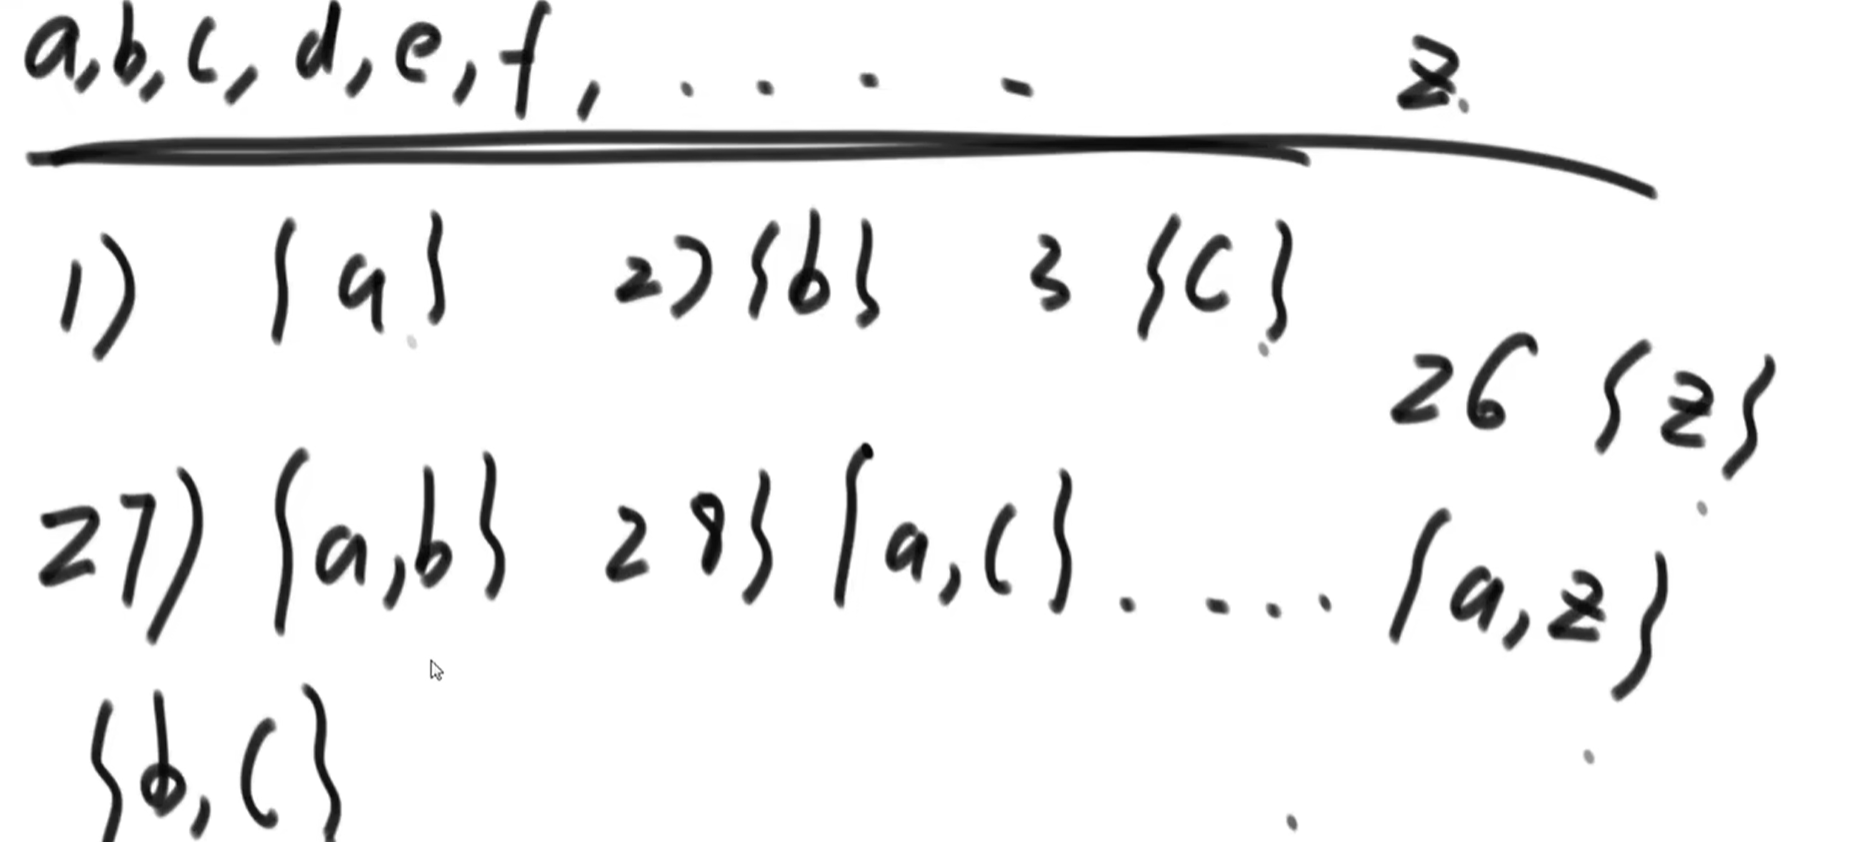 a, b, c, d, e, f, . . . - z.
1) {a} 2) {b} 3 {c}
26 {z}
27) {a,b} 28} {a,c} . . . . {a,z}
{b,c}